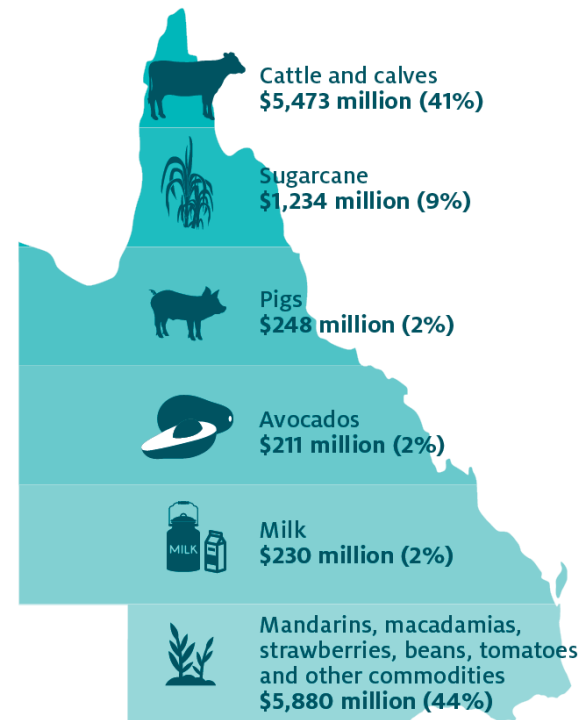 Cattle and calves
$5,473 million (41%)
Sugarcane
$1,234 million (9%)
Pigs
$248 million (2%)
Avocados
$211 million (2%)
MILK
Milk
$230 million (2%)
Mandarins, macadamias,
strawberries, beans, tomatoes
and other commodities
$5,880 million (44%)